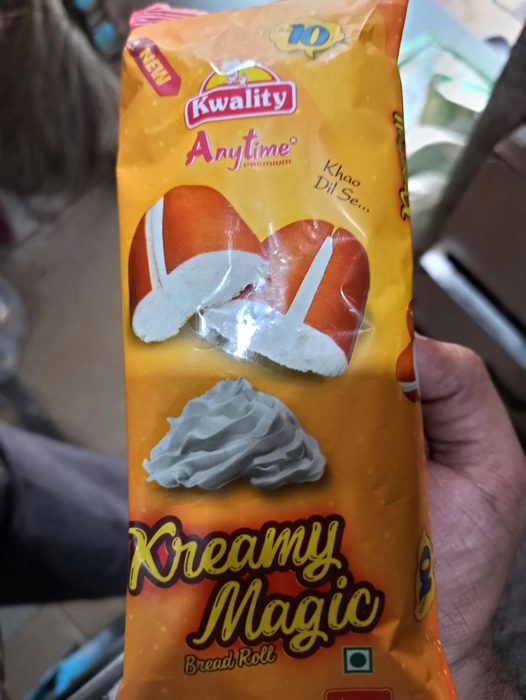 10
NEW
Kwality
Anytime
PREMIUM
Khao
Dil Se...
Kreamy
Magic
Bread Roll